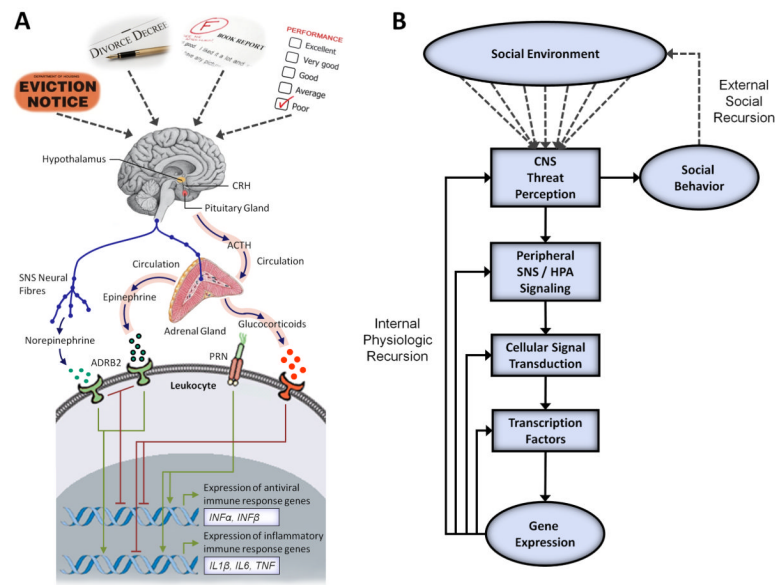 A
DIVORCE DECREE
F
BOOK REPORT
PERFORMANCE
Excellent
Very good
Good
Average
Poor
EVICTION
NOTICE
Hypothalamus
CRH
Pituitary Gland
ACTH
Circulation
Circulation
SNS Neural
Fibres
Epinephrine
Adrenal Gland
Glucocorticoids
Norepinephrine
ADRB2
PRN
Leukocyte
Expression of antiviral
immune response genes
INFα, INFβ
Expression of inflammatory
immune response genes
IL1β, IL6, TNF
B
Social Environment
External
Social
Recursion
CNS
Threat
Perception
Social
Behavior
Peripheral
SNS / HPA
Signaling
Internal
Physiologic
Recursion
Cellular Signal
Transduction
Transcription
Factors
Gene
Expression